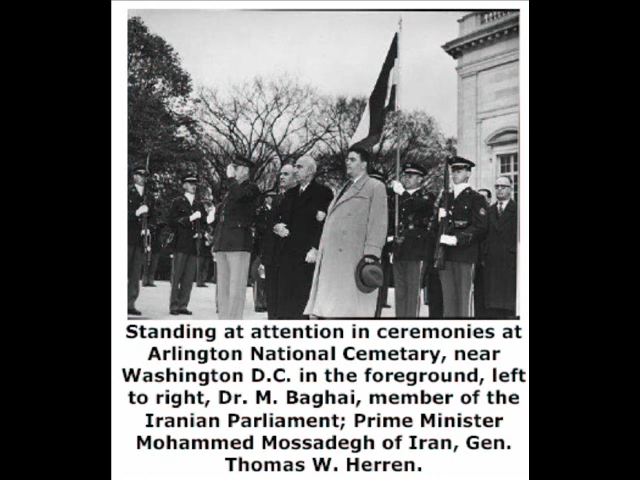 Standing at attention in ceremonies at
Arlington National Cemetary, near
Washington D.C. in the foreground, left
to right, Dr. M. Baghai, member of the
Iranian Parliament; Prime Minister
Mohammed Mossadegh of Iran, Gen.
Thomas W. Herren.